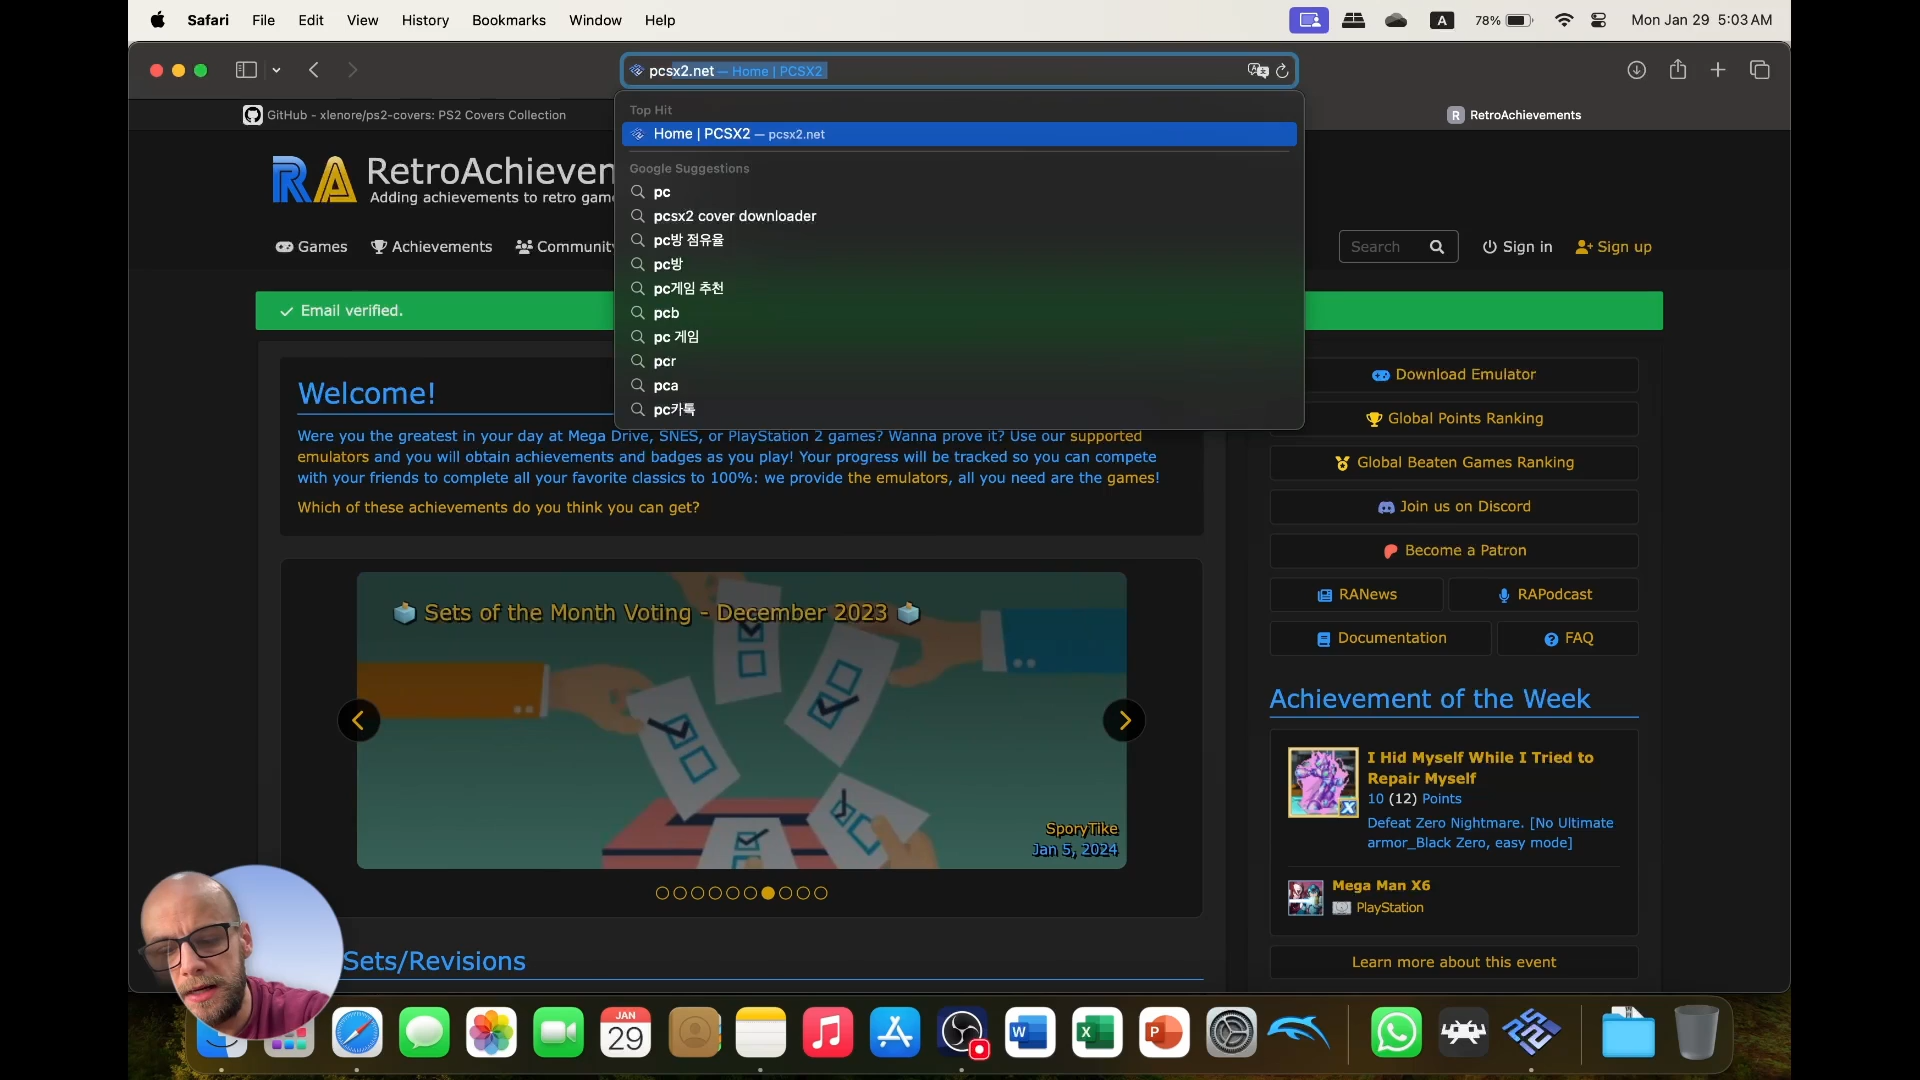 Safari File Edit View History Bookmarks Window Help
A 78% Mon Jan 29 5:03 AM
pcsx2.net — Home | PCSX2
GitHub - xlenore/ps2-covers: PS2 Covers Collection
R RetroAchievements
Top Hit
Home | PCSX2 — pcsx2.net
Google Suggestions
pc
pcsx2 cover downloader
pc방 점유율
pc방
pc게임 추천
pcb
pc 게임
pcr
pca
pc카톡
RA RetroAchievem
Adding achievements to retro gam
Games Achievements Community
Search Sign in Sign up
Email verified.
Welcome!
Were you the greatest in your day at Mega Drive, SNES, or PlayStation 2 games? Wanna prove it? Use our supported
emulators and you will obtain achievements and badges as you play! Your progress will be tracked so you can compete
with your friends to complete all your favorite classics to 100%: we provide the emulators, all you need are the games!
Which of these achievements do you think you can get?
Sets of the Month Voting - December 2023
SporyTike
Jan 5, 2024
Sets/Revisions
Download Emulator
Global Points Ranking
Global Beaten Games Ranking
Join us on Discord
Become a Patron
RANews RAPodcast
Documentation FAQ
Achievement of the Week
I Hid Myself While I Tried to
Repair Myself
10 (12) Points
Defeat Zero Nightmare. [No Ultimate
armor_Black Zero, easy mode]
Mega Man X6
PlayStation
Learn more about this event
JAN
29
W X P